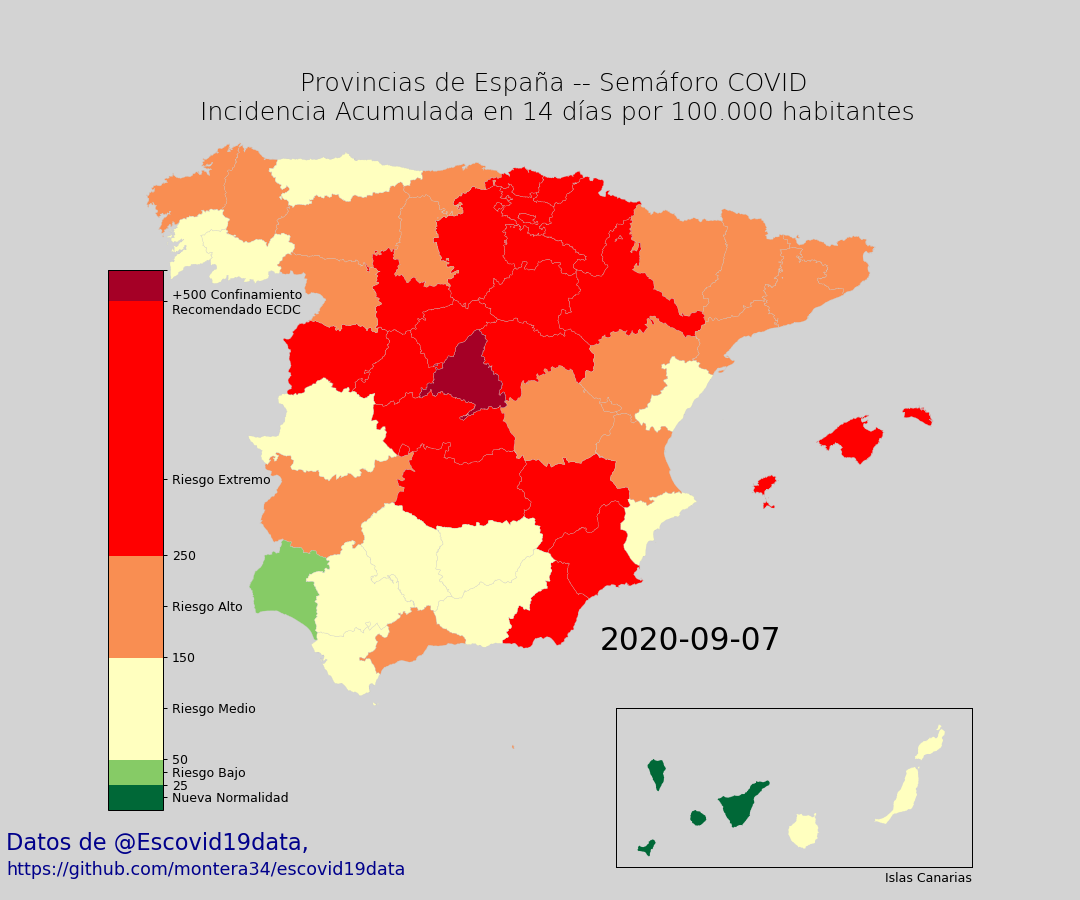 Provincias de España -- Semáforo COVID
Incidencia Acumulada en 14 días por 100.000 habitantes
+500 Confinamiento
Recomendado ECDC
Riesgo Extremo
250
Riesgo Alto
150
Riesgo Medio
50
Riesgo Bajo
25
Nueva Normalidad
2020-09-07
Islas Canarias
Datos de @Escovid19data,
https://github.com/montera34/escovid19data